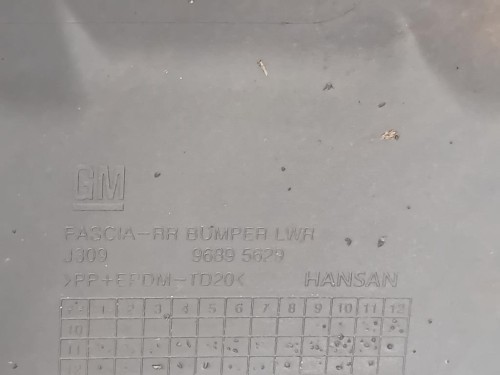 GM
FASCIA-RR BUMPER LWR
J309 9689 5629
>PP+EPDM-TD20< HANSAN
1 2 3 4 5 6 7 8 9 10 11 12
10
11